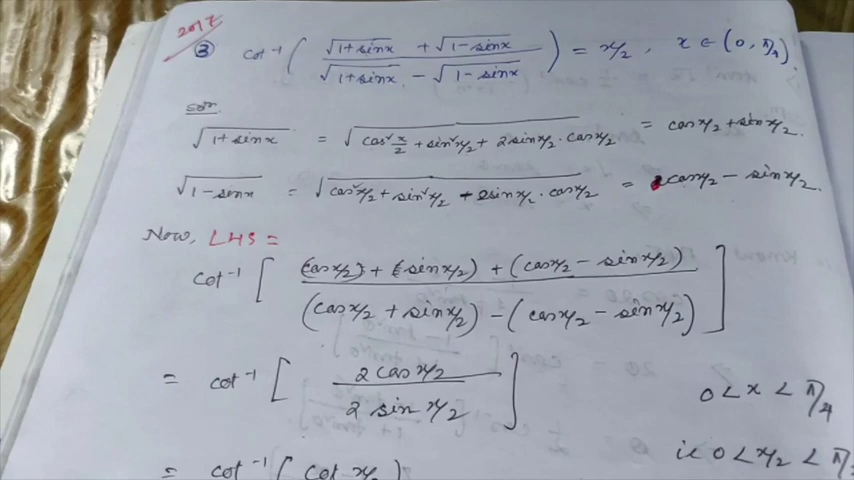 2017
③ cot⁻¹ ( (√(1+sinx) + √(1-sinx)) / (√(1+sinx) - √(1-sinx)) ) = x/2, x ∈ (0, π/4).
√(1+sinx) = √(cos²x/2 + sin²x/2 + 2sinx/2 · cosx/2) = cosx/2 + sinx/2.
√(1-sinx) = √(cos²x/2 + sin²x/2 - 2sinx/2 · cosx/2) = cosx/2 - sinx/2.
Now, LHS =
cot⁻¹ [ ((cosx/2) + (sinx/2) + (cosx/2 - sinx/2)) / ((cosx/2 + sinx/2) - (cosx/2 - sinx/2)) ]
= cot⁻¹ [ 2cosx/2 / 2 sin x/2 ] 0 < x < π/4
ie 0 < x/2 < π/
= cot⁻¹ ( cot x/2 )